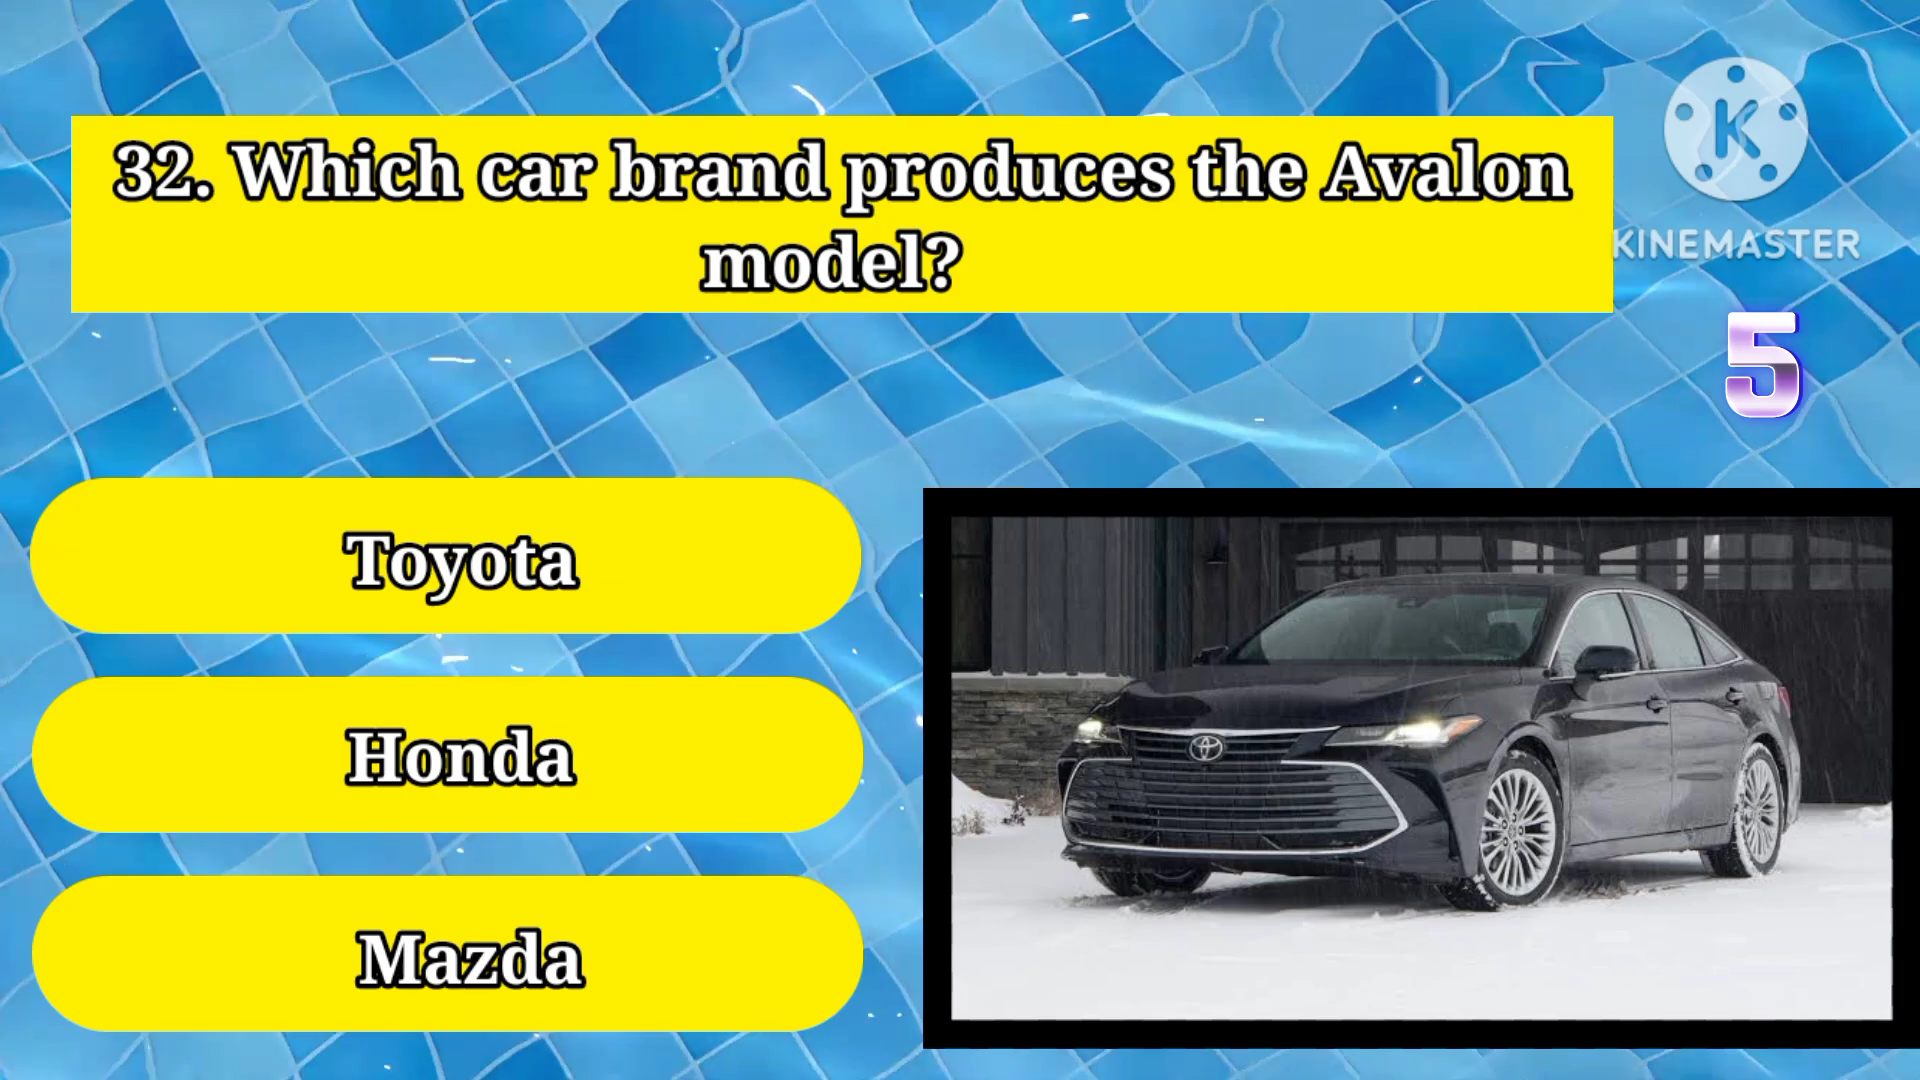 32. Which car brand produces the Avalon
model?
K
KINEMASTER
5
Toyota
Honda
Mazda